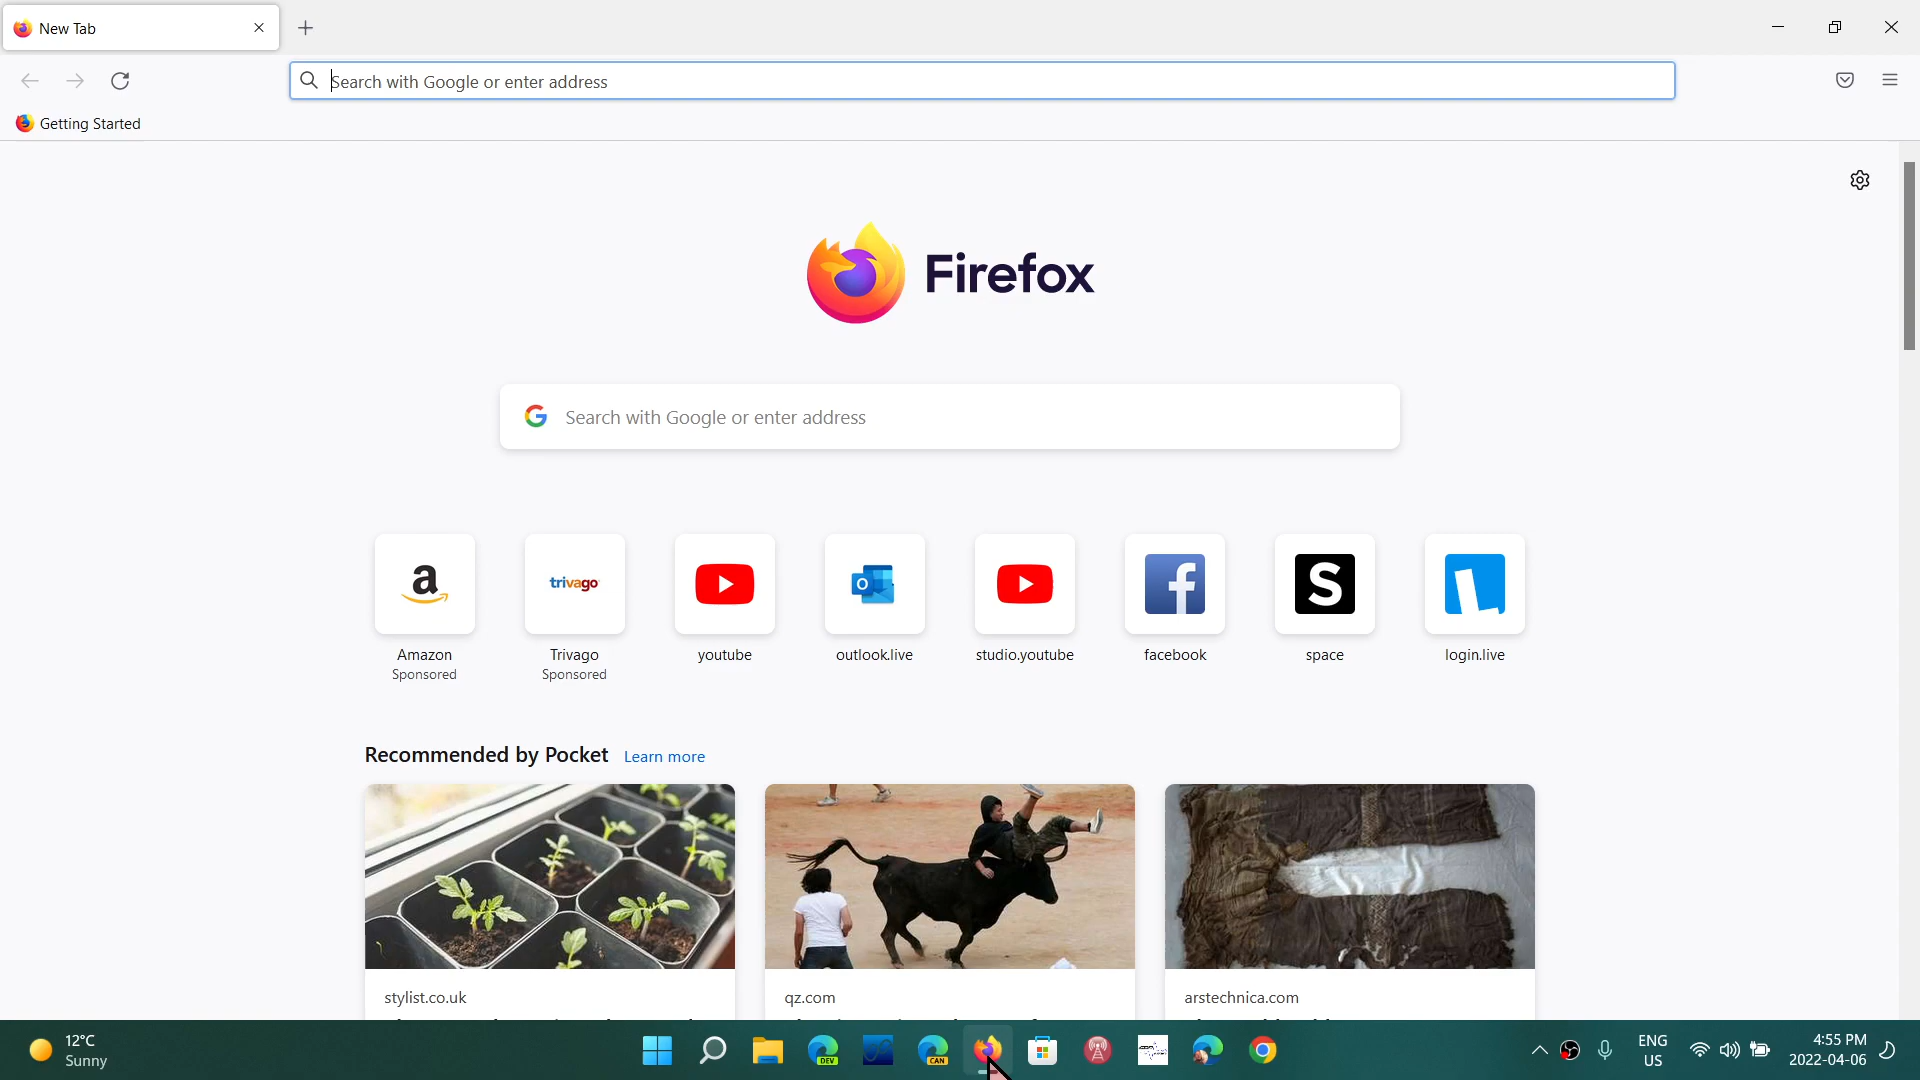 New Tab
Search with Google or enter address
Getting Started
Firefox
Search with Google or enter address
a
trivago
S
Amazon
Sponsored
Trivago
Sponsored
youtube
outlook.live
studio.youtube
facebook
space
login.live
Recommended by Pocket Learn more
stylist.co.uk
qz.com
arstechnica.com
12°C
Sunny
DEV
CAN
ENG
US
4:55 PM
2022-04-06